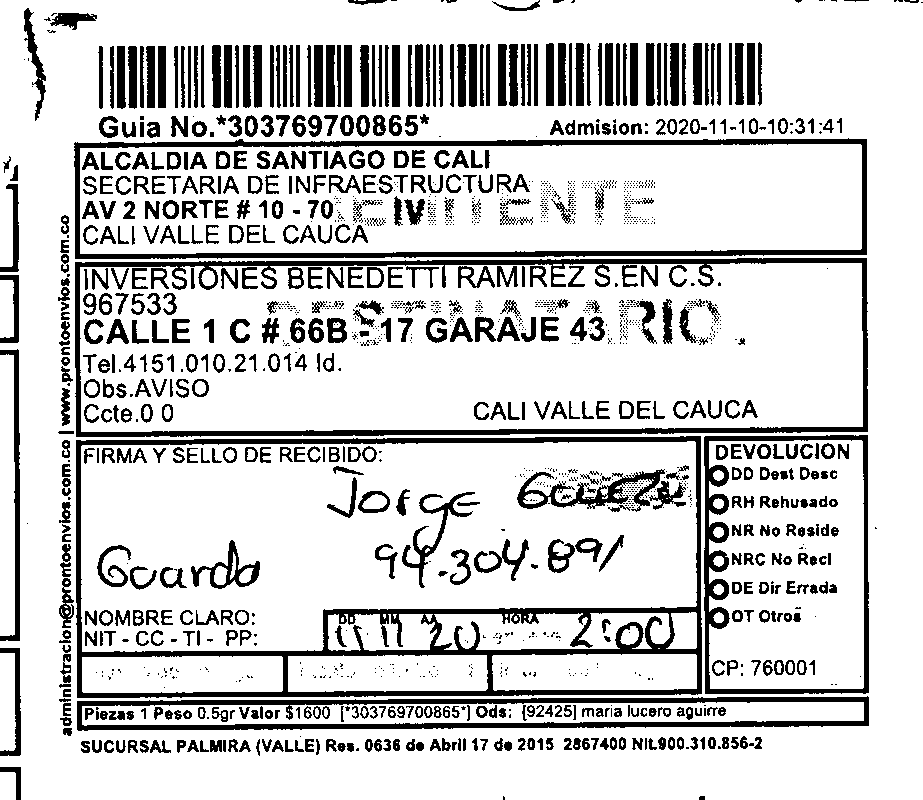 Guia No.*303769700865*
Admision: 2020-11-10-10:31:41
ALCALDIA DE SANTIAGO DE CALI
SECRETARIA DE INFRAESTRUCTURA
AV 2 NORTE # 10 - 70
CALI VALLE DEL CAUCA
REMITENTE
INVERSIONES BENEDETTI RAMIREZ S.EN C.S.
967533
DESTINATARIO
CALLE 1 C # 66B - 17 GARAJE 43
Tel.4151.010.21.014 Id.
Obs.AVISO
Ccte.0 0
CALI VALLE DEL CAUCA
administracion@prontoenvios.com.co | www.prontoenvios.com.co
FIRMA Y SELLO DE RECIBIDO:
Jorge
Guarda
94.304.891
NOMBRE CLARO:
NIT - CC - TI - PP:
DD MM AA HORA
11 11 20 2:00
DEVOLUCION
DD Dest Desc
RH Rehusado
NR No Reside
NRC No Recl
DE Dir Errada
OT Otros
CP: 760001
Piezas 1 Peso 0.5gr Valor $1600 [*303769700865*] Ods: [92425] maria lucero aguirre
SUCURSAL PALMIRA (VALLE) Res. 0636 de Abril 17 de 2015 2867400 NIL900.310.856-2